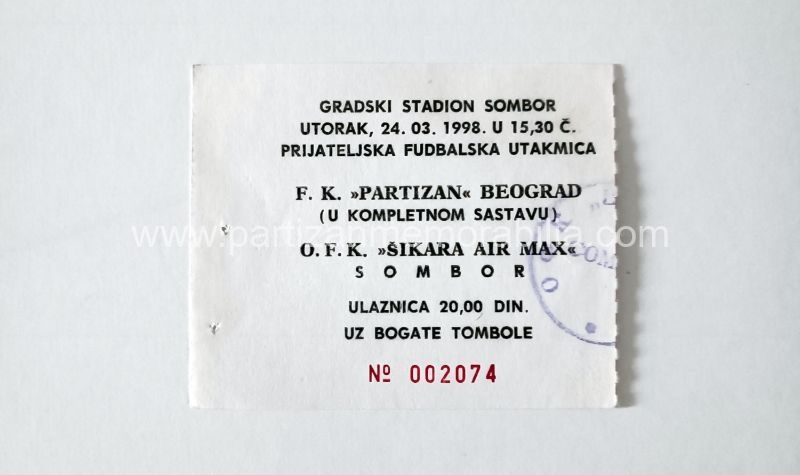 GRADSKI STADION SOMBOR
UTORAK, 24. 03. 1998. U 15,30 Č.
PRIJATELJSKA FUDBALSKA UTAKMICA
F. K. »PARTIZAN« BEOGRAD
(U KOMPLETNOM SASTAVU)
www.partizanmemorabilia.com
O. F. K. »ŠIKARA AIR MAX«
SOMBOR
ULAZNICA 20,00 DIN.
UZ BOGATE TOMBOLE
№ 002074